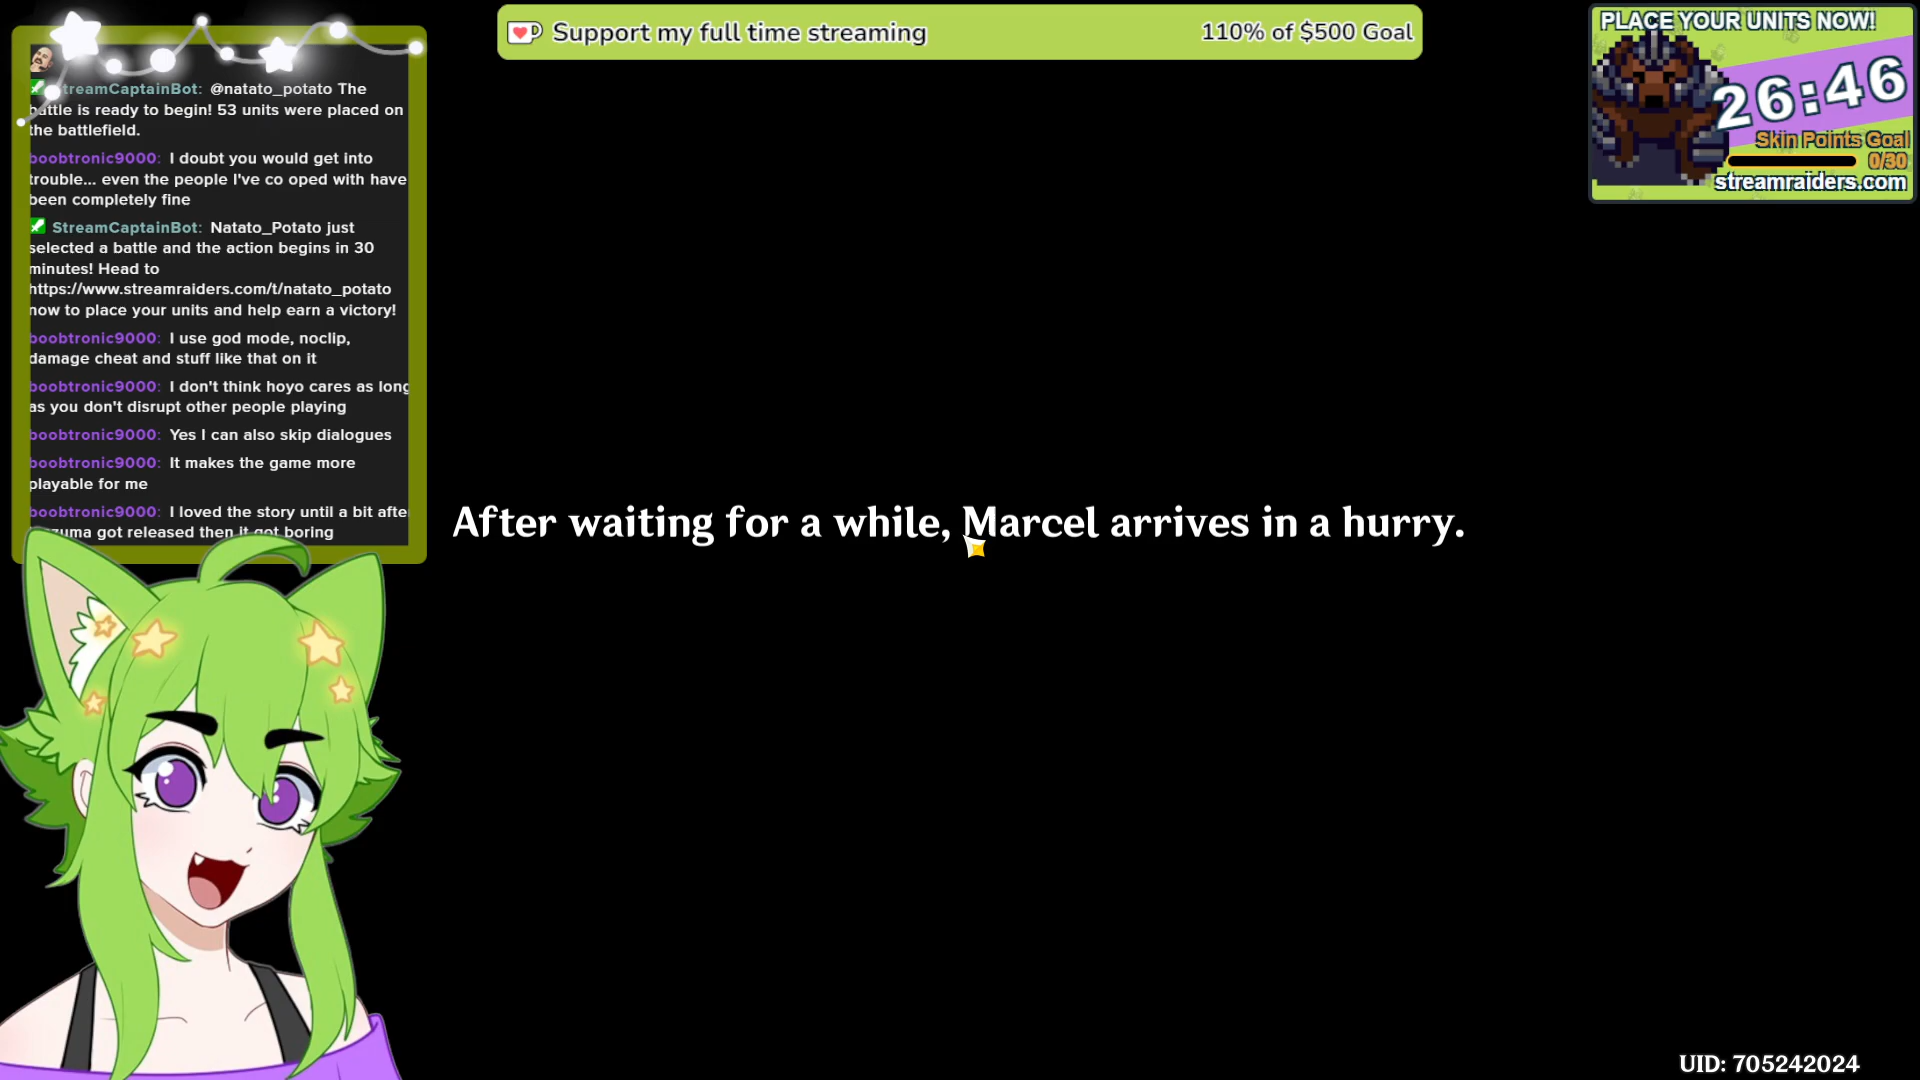 Support my full time streaming
110% of $500 Goal
PLACE YOUR UNITS NOW!
26:46
Skin Points Goal
0/30
streamraiders.com
StreamCaptainBot: @natato_potato The
battle is ready to begin! 53 units were placed on
the battlefield.
boobtronic9000: I doubt you would get into
trouble... even the people I've co oped with have
been completely fine
StreamCaptainBot: Natato_Potato just
selected a battle and the action begins in 30
minutes! Head to
https://www.streamraiders.com/t/natato_potato
now to place your units and help earn a victory!
boobtronic9000: I use god mode, noclip,
damage cheat and stuff like that on it
boobtronic9000: I don't think hoyo cares as long
as you don't disrupt other people playing
boobtronic9000: Yes I can also skip dialogues
boobtronic9000: It makes the game more
playable for me
boobtronic9000: I loved the story until a bit after
got released then it got boring
After waiting for a while, Marcel arrives in a hurry.
UID: 705242024